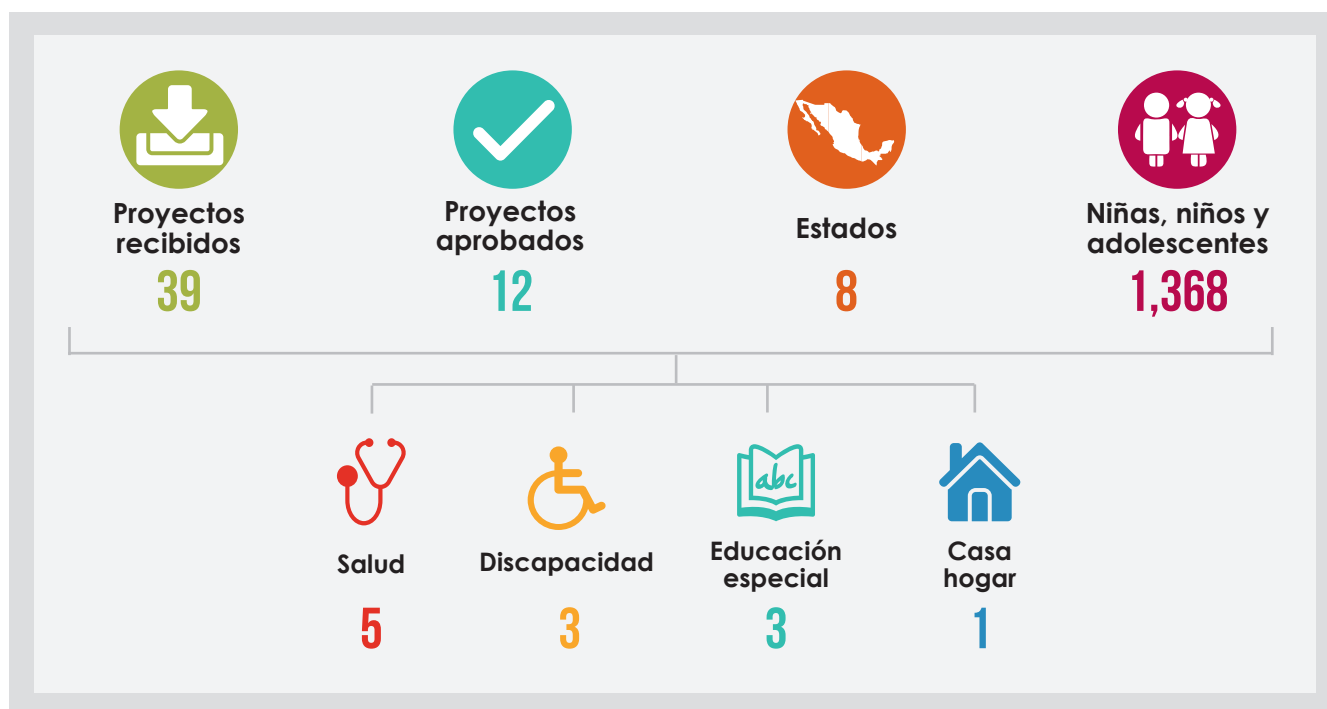 Proyectos
recibidos
39
Proyectos
aprobados
12
Estados
8
Niñas, niños y
adolescentes
1,368
Salud
5
Discapacidad
3
abc
Educación
especial
3
Casa
hogar
1